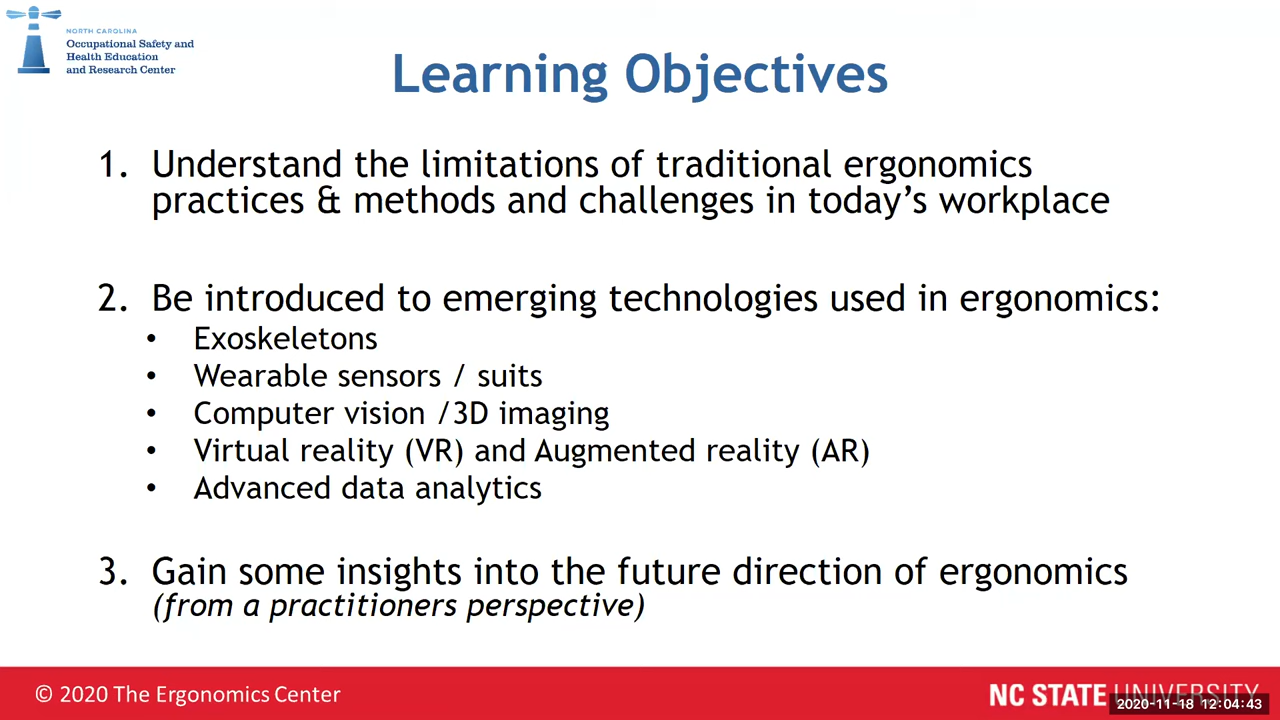 NORTH CAROLINA
Occupational Safety and
Health Education
and Research Center
Learning Objectives
1. Understand the limitations of traditional ergonomics
practices & methods and challenges in today's workplace
2. Be introduced to emerging technologies used in ergonomics:
• Exoskeletons
• Wearable sensors / suits
• Computer vision /3D imaging
• Virtual reality (VR) and Augmented reality (AR)
• Advanced data analytics
3. Gain some insights into the future direction of ergonomics
(from a practitioners perspective)
© 2020 The Ergonomics Center
NC STATE UNIVERSITY
2020-11-18 12:04:43